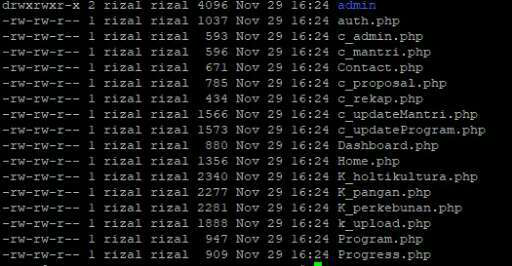 drwxrwxr-x 2 rizal rizal 4096 Nov 29 16:24 admin
-rw-rw-r-- 1 rizal rizal 1037 Nov 29 16:24 auth.php
-rw-rw-r-- 1 rizal rizal  593 Nov 29 16:24 c_admin.php
-rw-rw-r-- 1 rizal rizal  596 Nov 29 16:24 c_mantri.php
-rw-rw-r-- 1 rizal rizal  671 Nov 29 16:24 Contact.php
-rw-rw-r-- 1 rizal rizal  785 Nov 29 16:24 c_proposal.php
-rw-rw-r-- 1 rizal rizal  434 Nov 29 16:24 c_rekap.php
-rw-rw-r-- 1 rizal rizal 1566 Nov 29 16:24 c_updateMantri.php
-rw-rw-r-- 1 rizal rizal 1573 Nov 29 16:24 c_updateProgram.php
-rw-rw-r-- 1 rizal rizal  880 Nov 29 16:24 Dashboard.php
-rw-rw-r-- 1 rizal rizal 1356 Nov 29 16:24 Home.php
-rw-rw-r-- 1 rizal rizal 2340 Nov 29 16:24 K_holtikultura.php
-rw-rw-r-- 1 rizal rizal 2277 Nov 29 16:24 K_pangan.php
-rw-rw-r-- 1 rizal rizal 2281 Nov 29 16:24 K_perkebunan.php
-rw-rw-r-- 1 rizal rizal 1888 Nov 29 16:24 k_upload.php
-rw-rw-r-- 1 rizal rizal  947 Nov 29 16:24 Program.php
-rw-rw-r-- 1 rizal rizal  909 Nov 29 16:24 Progress.php